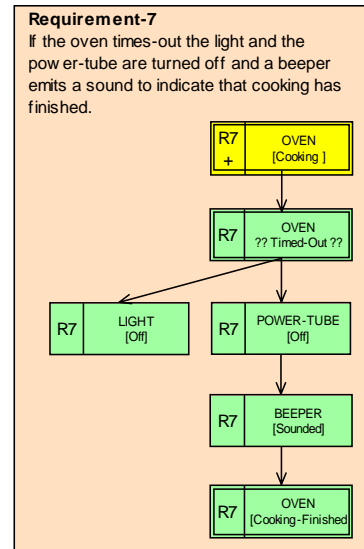 Requirement-7
If the oven times-out the light and the
power-tube are turned off and a beeper
emits a sound to indicate that cooking has
finished.
R7
+
OVEN
[Cooking ]
R7
OVEN
?? Timed-Out ??
R7
LIGHT
[Off]
R7
POWER-TUBE
[Off]
R7
BEEPER
[Sounded]
R7
OVEN
[Cooking-Finished